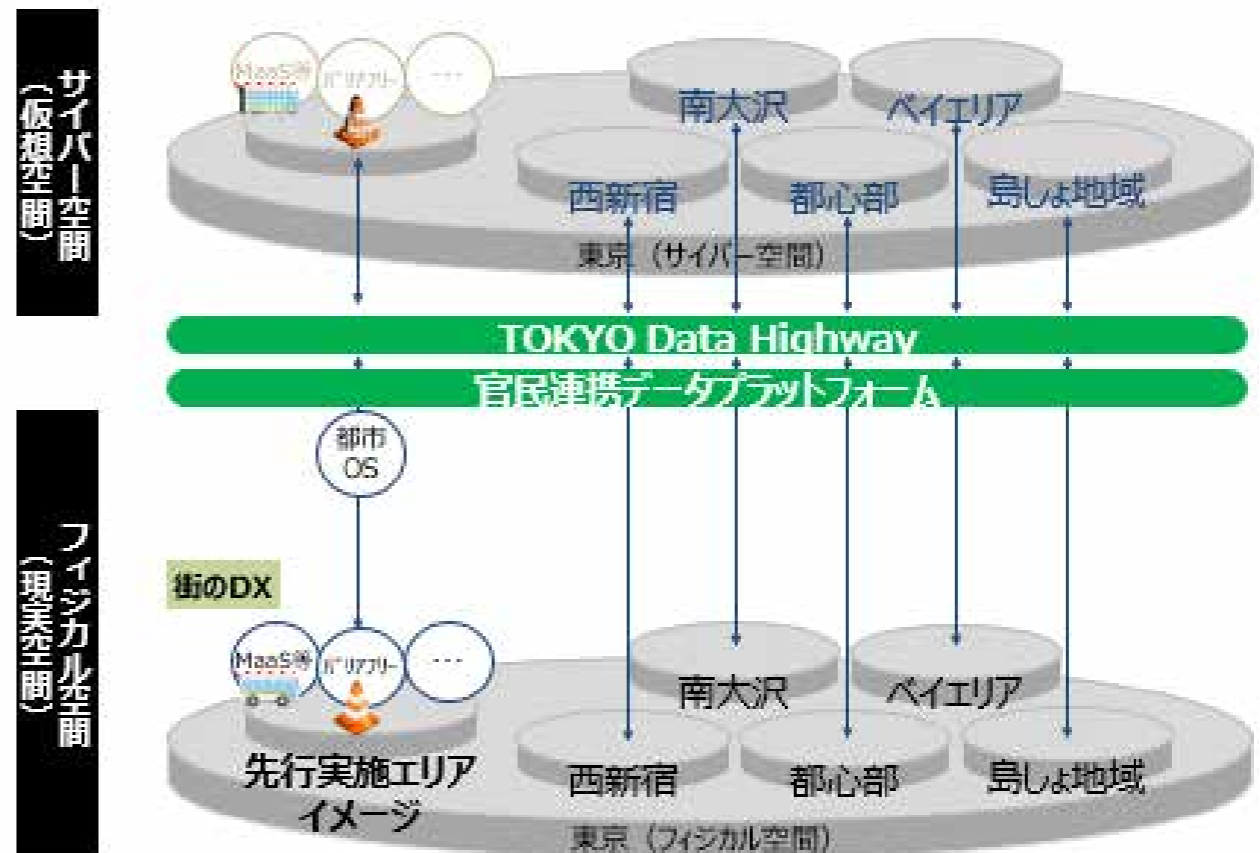 サイバー空間
（仮想空間）
MaaS等
バリアフリー
...
南大沢
ベイエリア
西新宿
都心部
島しょ地域
東京（サイバー空間）
TOKYO Data Highway
官民連携データプラットフォーム
都市
OS
フィジカル空間
（現実空間）
街のDX
MaaS等
バリアフリー
...
南大沢
ベイエリア
先行実施エリア
イメージ
西新宿
都心部
島しょ地域
東京（フィジカル空間）